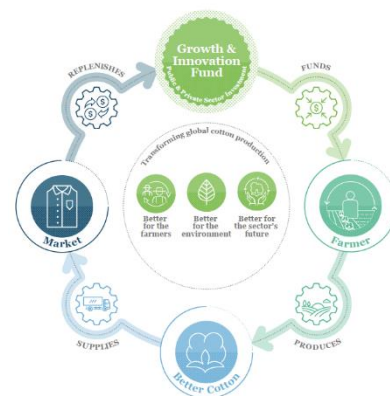 Growth &
Innovation
Fund
Public & Private Sector Investment
REPLENISHES
FUNDS
Transforming global cotton production
Better
for the
farmers
Better
for the
environment
Better for
the sector's
future
Market
Farmer
SUPPLIES
PRODUCES
Better Cotton